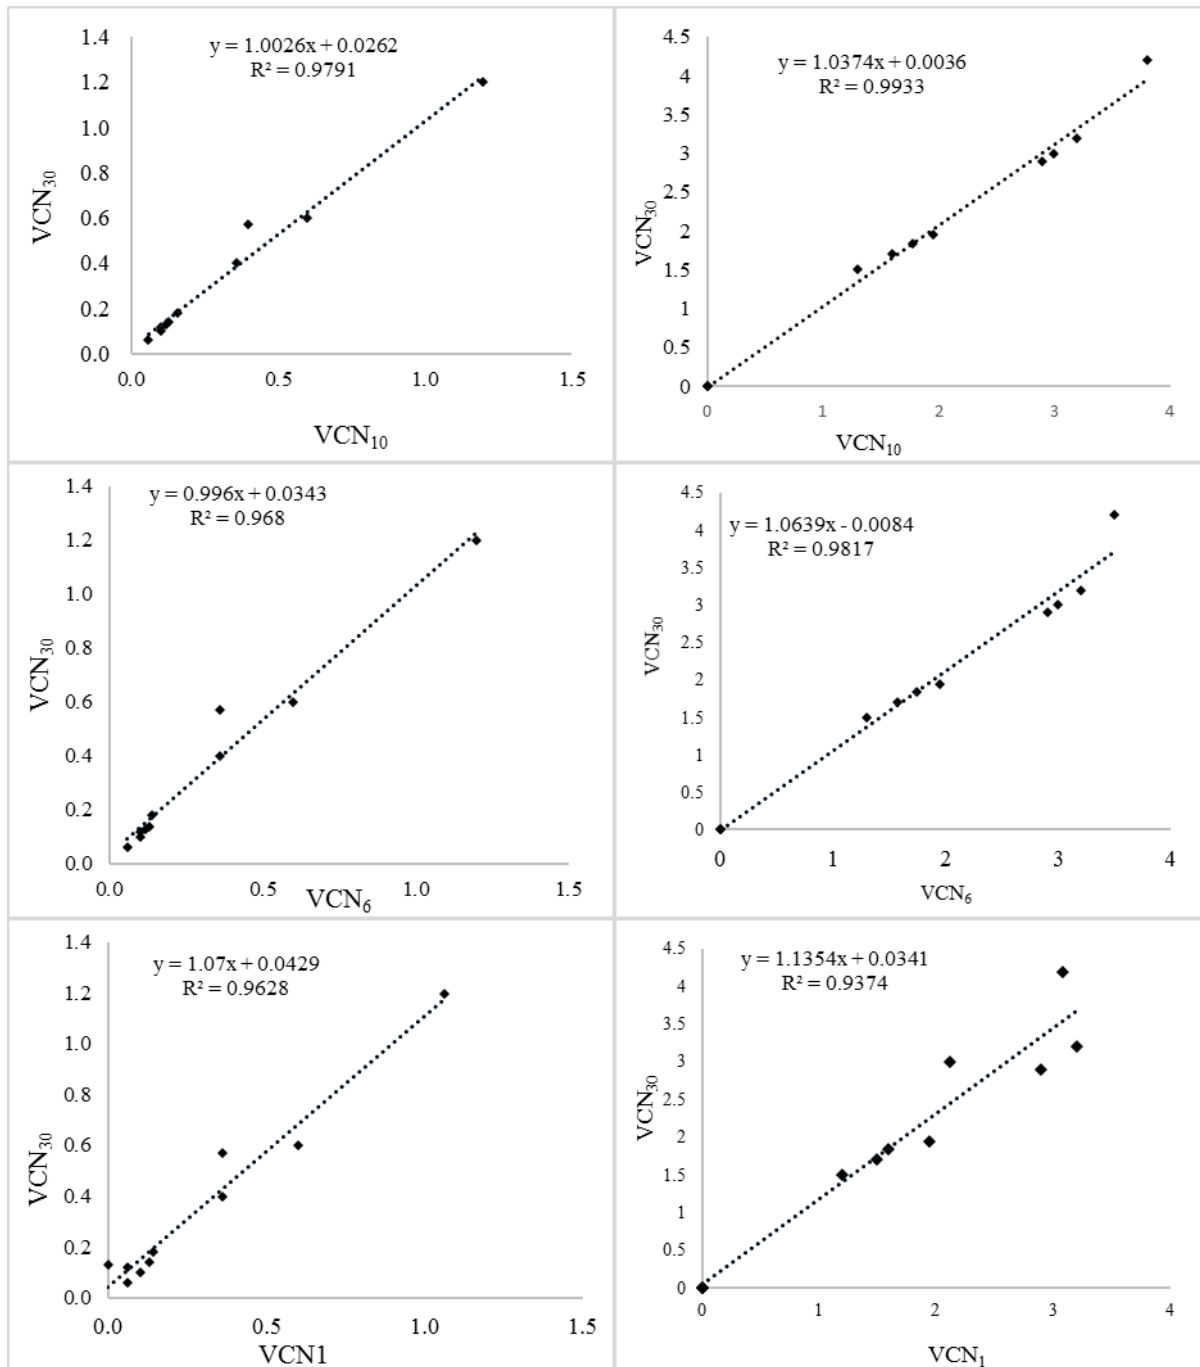 y = 1.0026x + 0.0262
R² = 0.9791
1.4
1.2
1.0
0.8
0.6
0.4
0.2
0.0
VCN₃₀
0.0 0.5 1.0 1.5
VCN₁₀
y = 1.0374x + 0.0036
R² = 0.9933
4.5
4
3.5
3
2.5
2
1.5
1
0.5
0
VCN₃₀
0 1 2 3 4
VCN₁₀
y = 0.996x + 0.0343
R² = 0.968
1.4
1.2
1.0
0.8
0.6
0.4
0.2
0.0
VCN₃₀
0.0 0.5 1.0 1.5
VCN₆
y = 1.0639x - 0.0084
R² = 0.9817
4.5
4
3.5
3
2.5
2
1.5
1
0.5
0
VCN₃₀
0 1 2 3 4
VCN₆
y = 1.07x + 0.0429
R² = 0.9628
1.4
1.2
1.0
0.8
0.6
0.4
0.2
0.0
VCN₃₀
0.0 0.5 1.0 1.5
VCN1
y = 1.1354x + 0.0341
R² = 0.9374
4.5
4
3.5
3
2.5
2
1.5
1
0.5
0
VCN₃₀
0 1 2 3 4
VCN₁